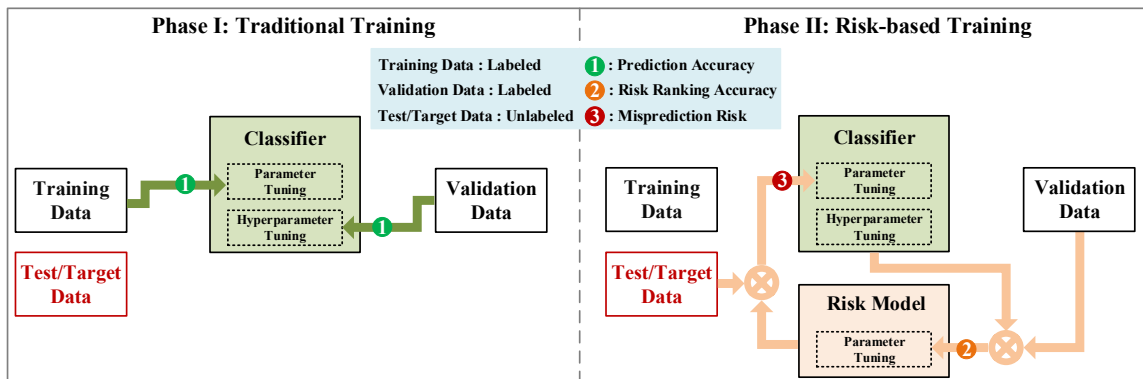 Phase I: Traditional Training
Phase II: Risk-based Training
Training Data : Labeled
1 : Prediction Accuracy
Validation Data : Labeled
2 : Risk Ranking Accuracy
Test/Target Data : Unlabeled
3 : Misprediction Risk
Classifier
Parameter
Tuning
Hyperparameter
Tuning
Training
Data
1
Validation
Data
1
Test/Target
Data
Classifier
Parameter
Tuning
Hyperparameter
Tuning
Training
Data
3
Validation
Data
Test/Target
Data
Risk Model
Parameter
Tuning
2